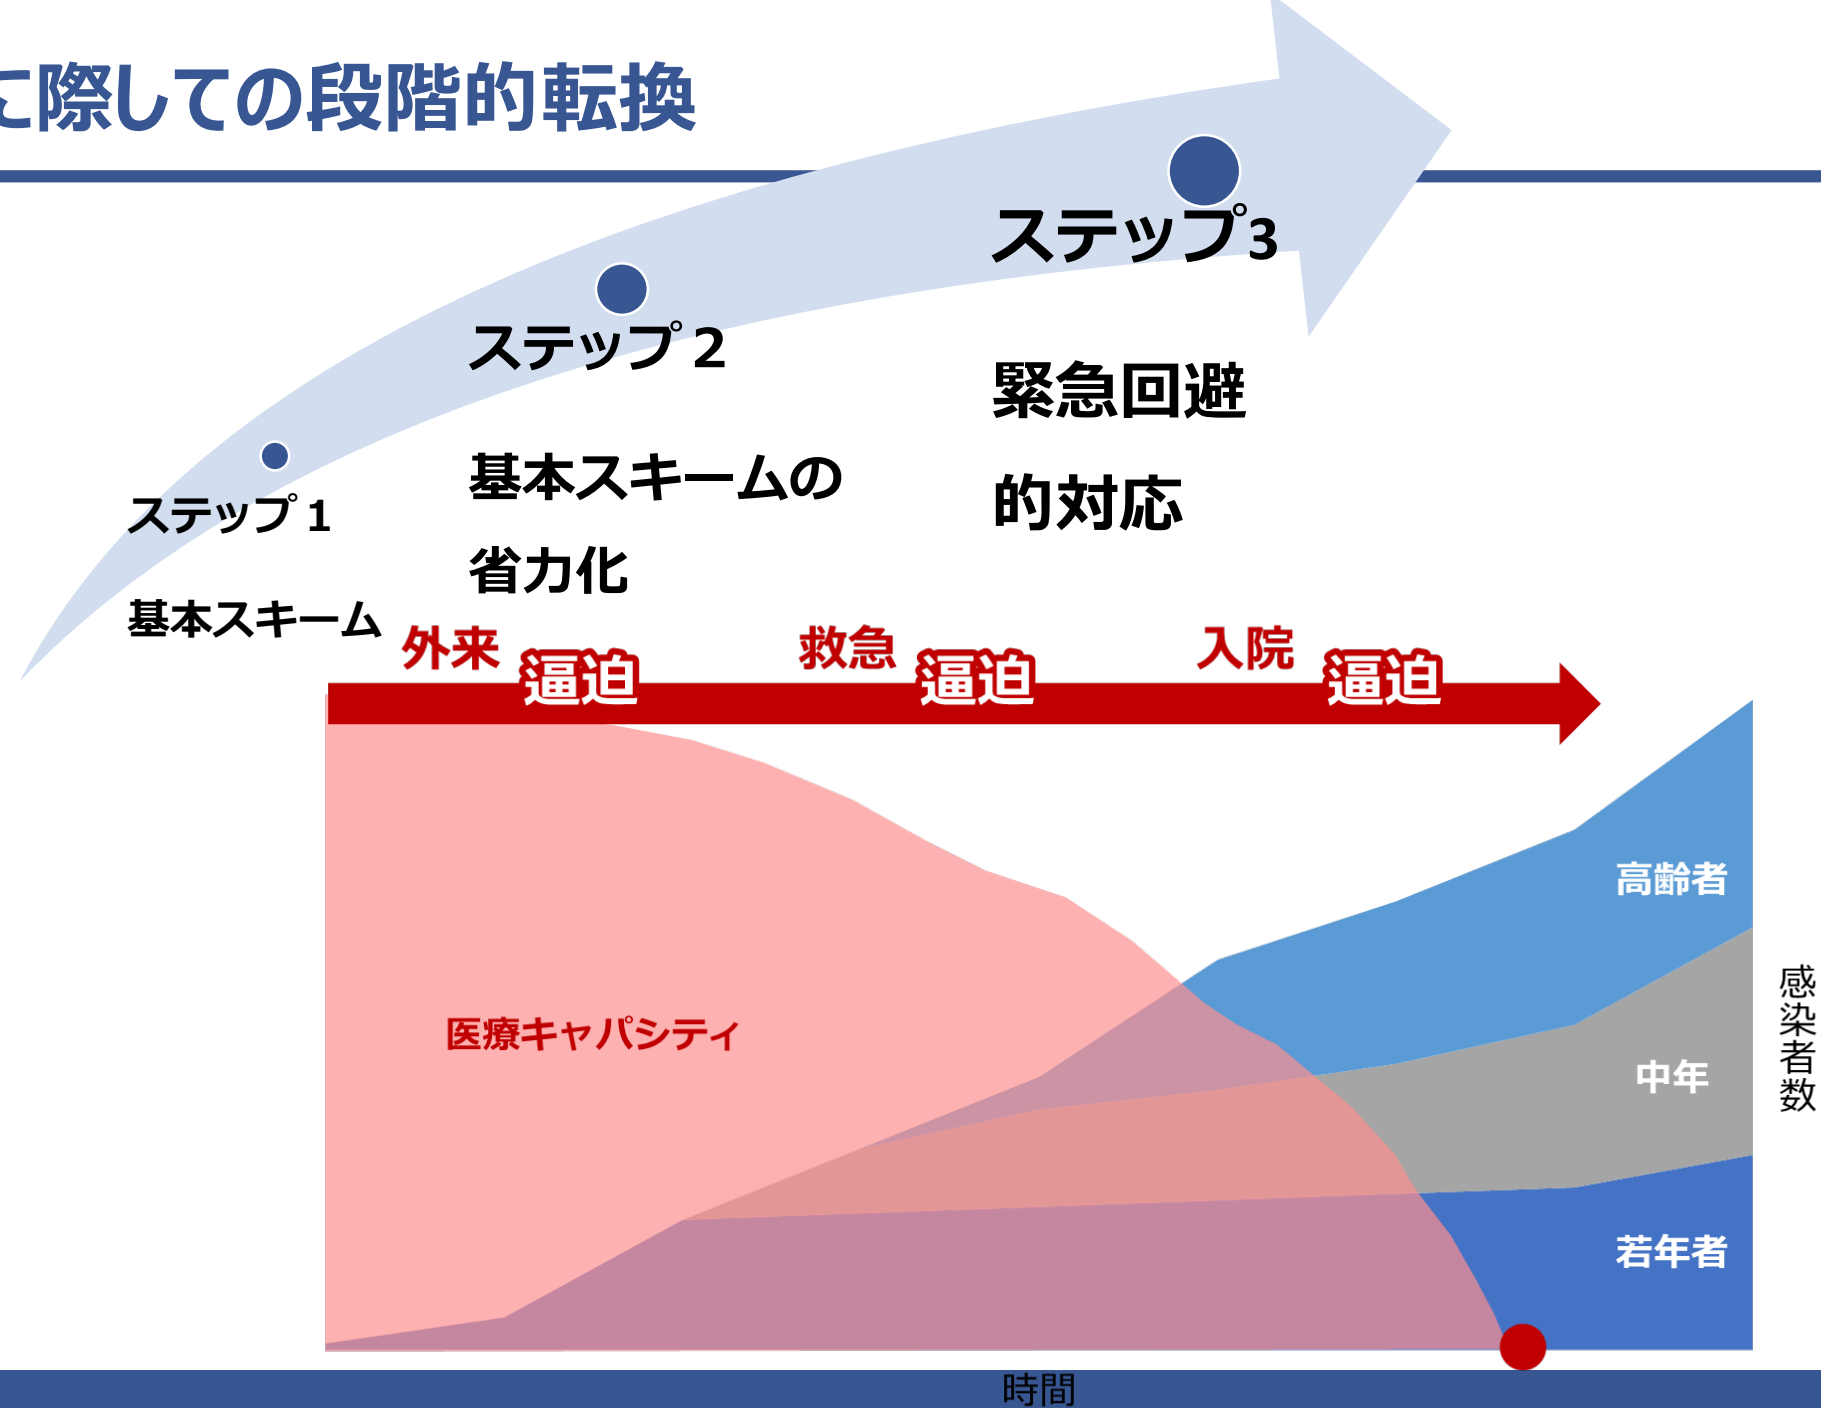 に際しての段階的転換
ステップ3
緊急回避
的対応
ステップ 2
基本スキームの
省力化
ステップ 1
基本スキーム
外来 逼迫
救急 逼迫
入院 逼迫
高齢者
中年
若年者
医療キャパシティ
感染者数
時間